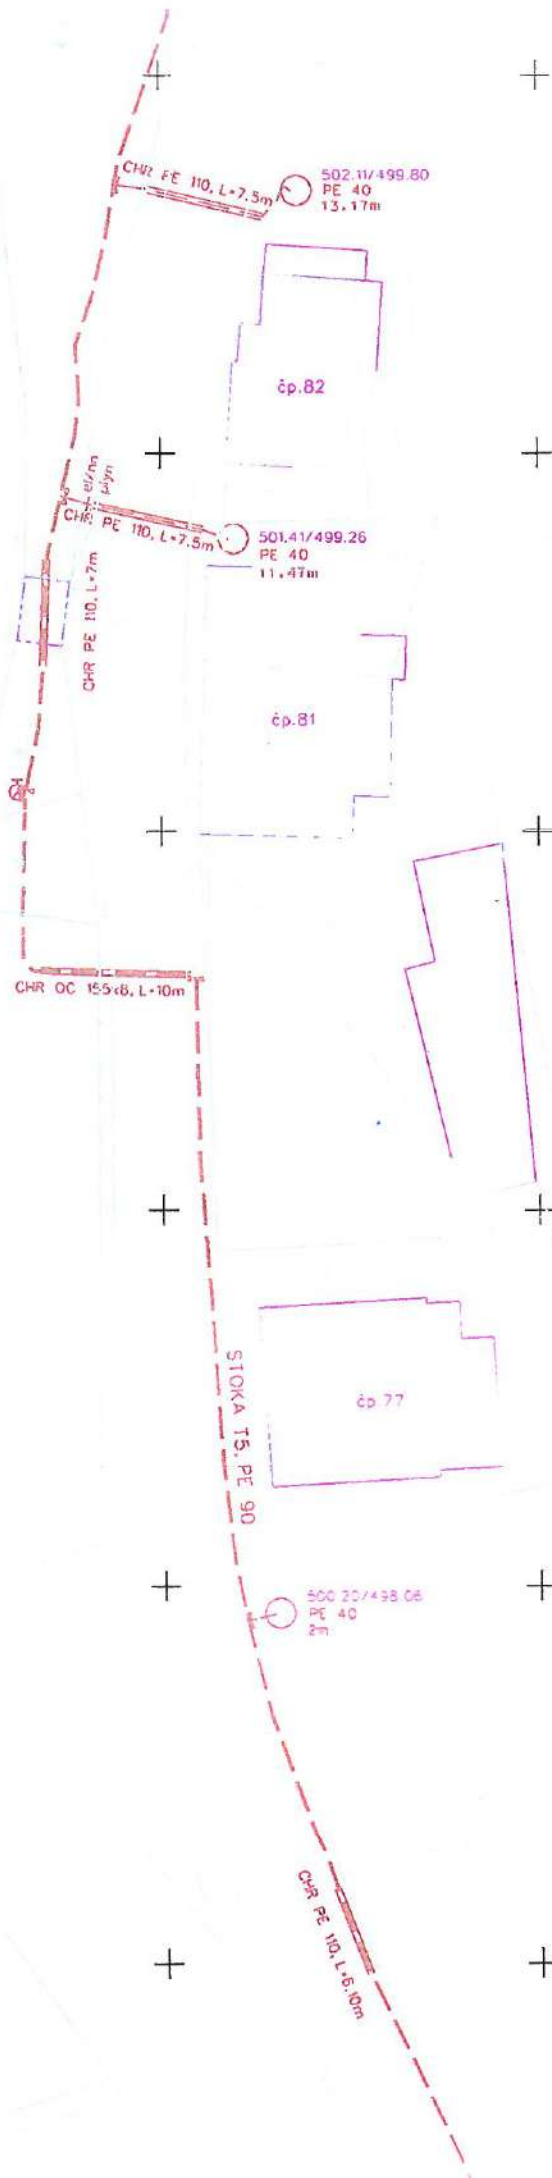 CHR PE 110, L=7.5m
502.11/499.80
PE 40
13.17m
čp.82
el/nn
plyn
CHR PE 110, L=7.5m
501.41/499.26
PE 40
11.47m
CHR PE 110, L=7m
čp.81
CHR OC 155x8, L=10m
STOKA T5, PE 90
čp.77
500.20/498.06
PE 40
2m
CHR PE 110, L=6.10m